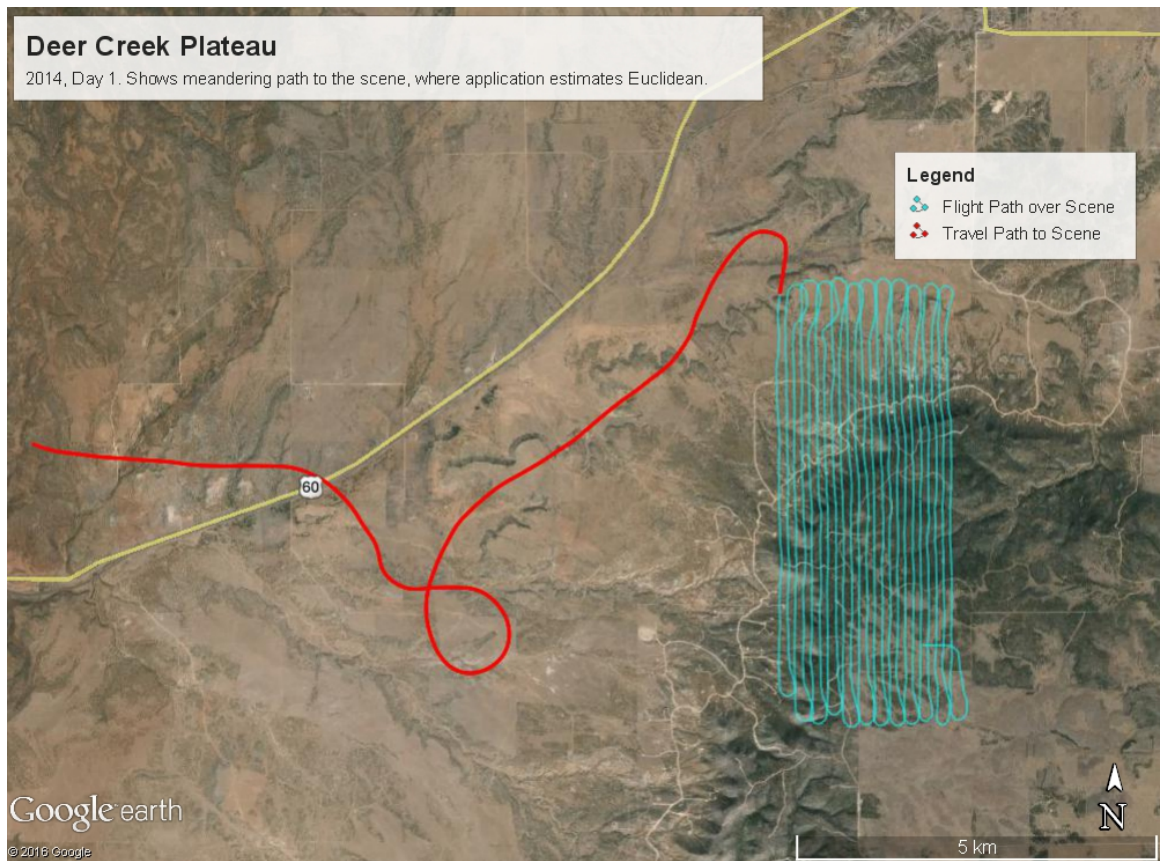 Deer Creek Plateau
2014, Day 1. Shows meandering path to the scene, where application estimates Euclidean.
Legend
Flight Path over Scene
Travel Path to Scene
60
Google earth
N
© 2016 Google
5 km